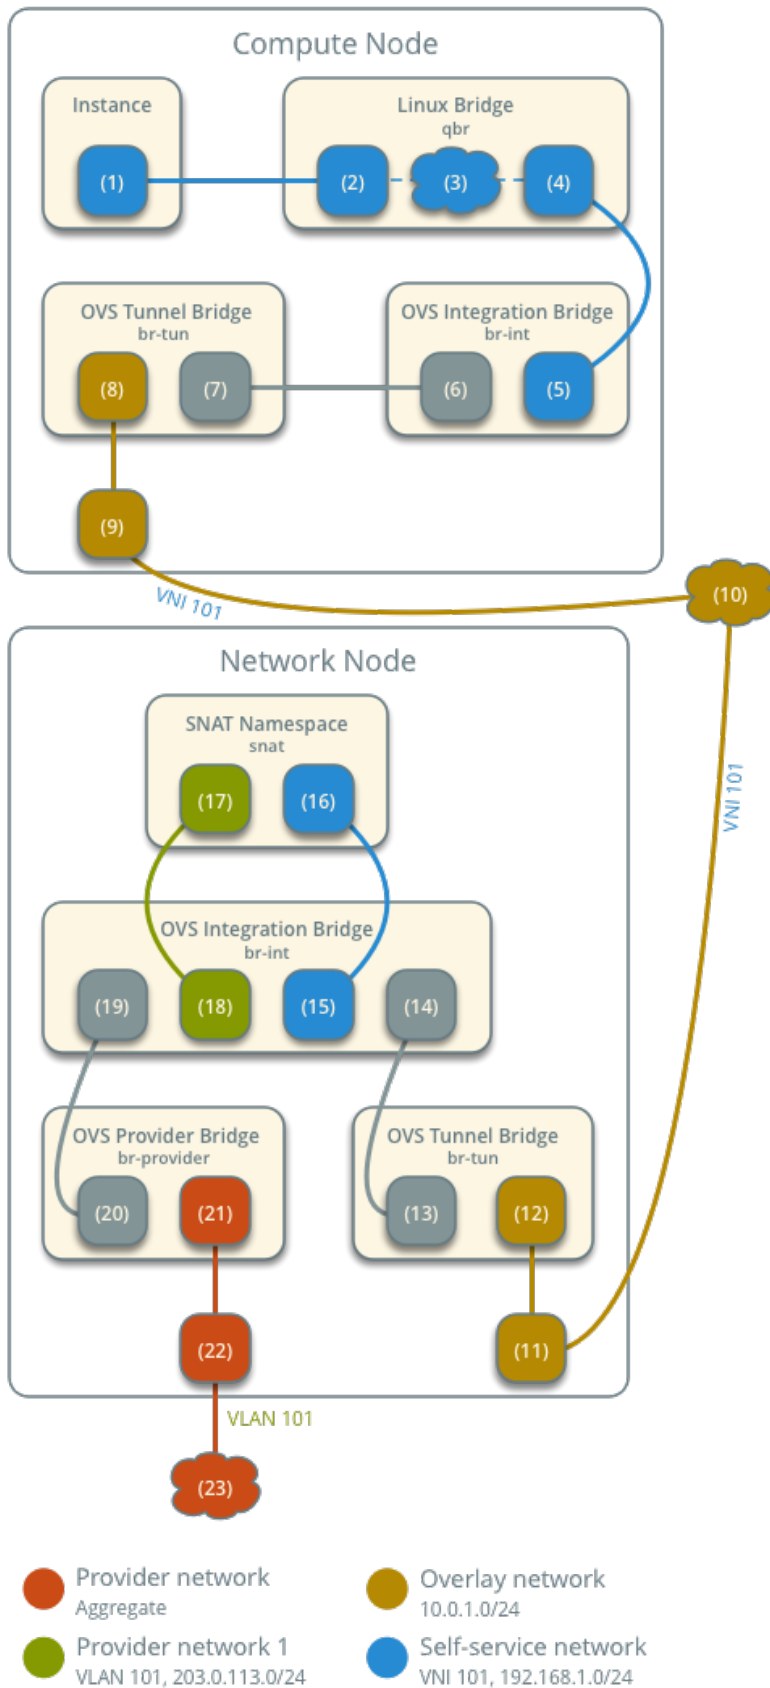 Compute Node
Instance
Linux Bridge
qbr
(1)
(2)
(3)
(4)
OVS Tunnel Bridge
br-tun
OVS Integration Bridge
br-int
(8)
(7)
(6)
(5)
(9)
VNI 101
(10)
Network Node
SNAT Namespace
snat
(17)
(16)
VNI 101
OVS Integration Bridge
br-int
(19)
(18)
(15)
(14)
OVS Provider Bridge
br-provider
OVS Tunnel Bridge
br-tun
(20)
(21)
(13)
(12)
(22)
(11)
VLAN 101
(23)
Provider network
Aggregate
Overlay network
10.0.1.0/24
Provider network 1
VLAN 101, 203.0.113.0/24
Self-service network
VNI 101, 192.168.1.0/24